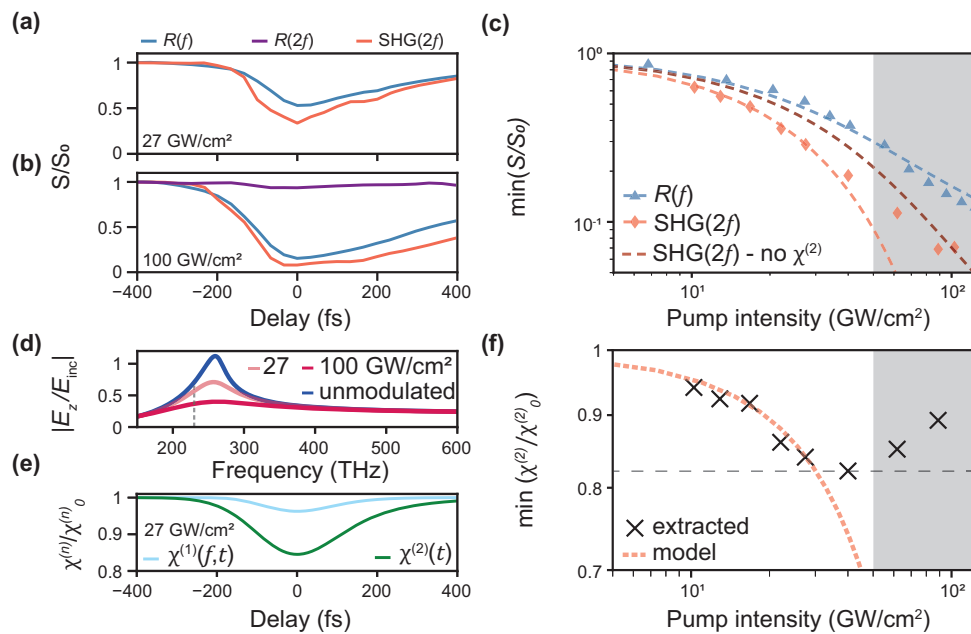 (a)
R(f) R(2f) SHG(2f)
1
0.5
0
27 GW/cm²
(b)
S/S₀
1
0.5
0
100 GW/cm²
−400 −200 0 200 400
Delay (fs)
(c)
10⁰
10⁻¹
min(S/S₀)
R(f)
SHG(2f)
SHG(2f) - no χ⁽²⁾
10¹ 10²
Pump intensity (GW/cm²)
(d)
|E_z/E_inc|
1
0.5
0
27 100 GW/cm²
unmodulated
200 300 400 500 600
Frequency (THz)
(e)
χ⁽ⁿ⁾/χ⁽ⁿ⁾₀
1
0.9
0.8
27 GW/cm²
χ⁽¹⁾(f,t) χ⁽²⁾(t)
−400 −200 0 200 400
Delay (fs)
(f)
min (χ⁽²⁾/χ⁽²⁾₀)
1
0.9
0.8
0.7
extracted
model
10¹ 10²
Pump intensity (GW/cm²)